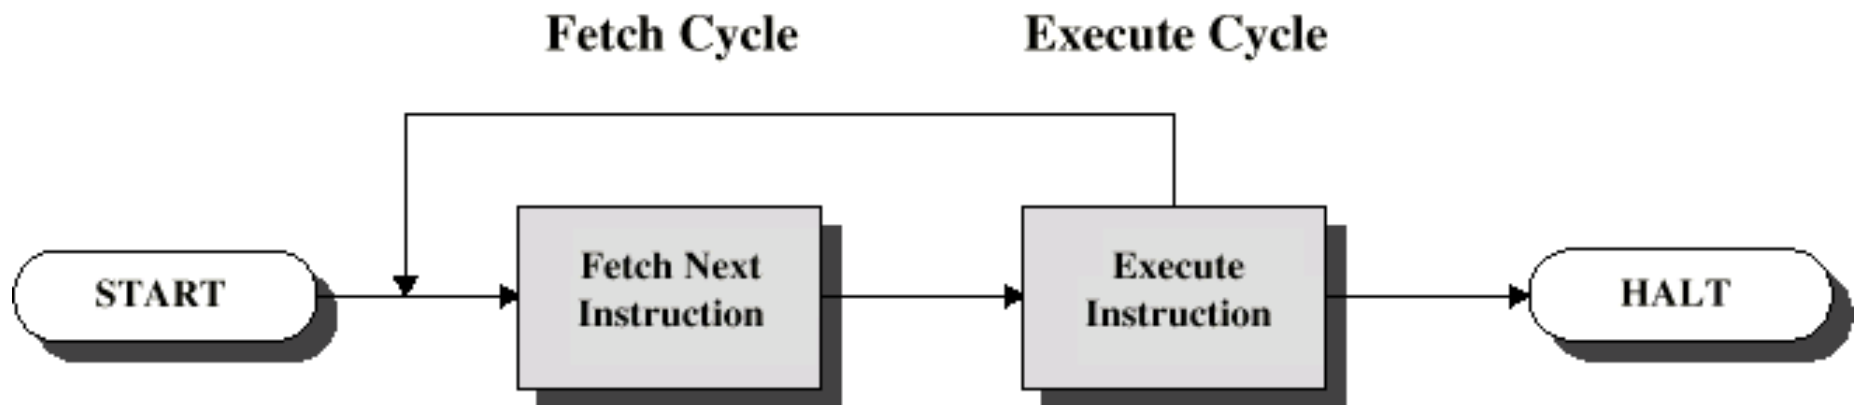 Fetch Cycle
Execute Cycle
START
Fetch Next
Instruction
Execute
Instruction
HALT